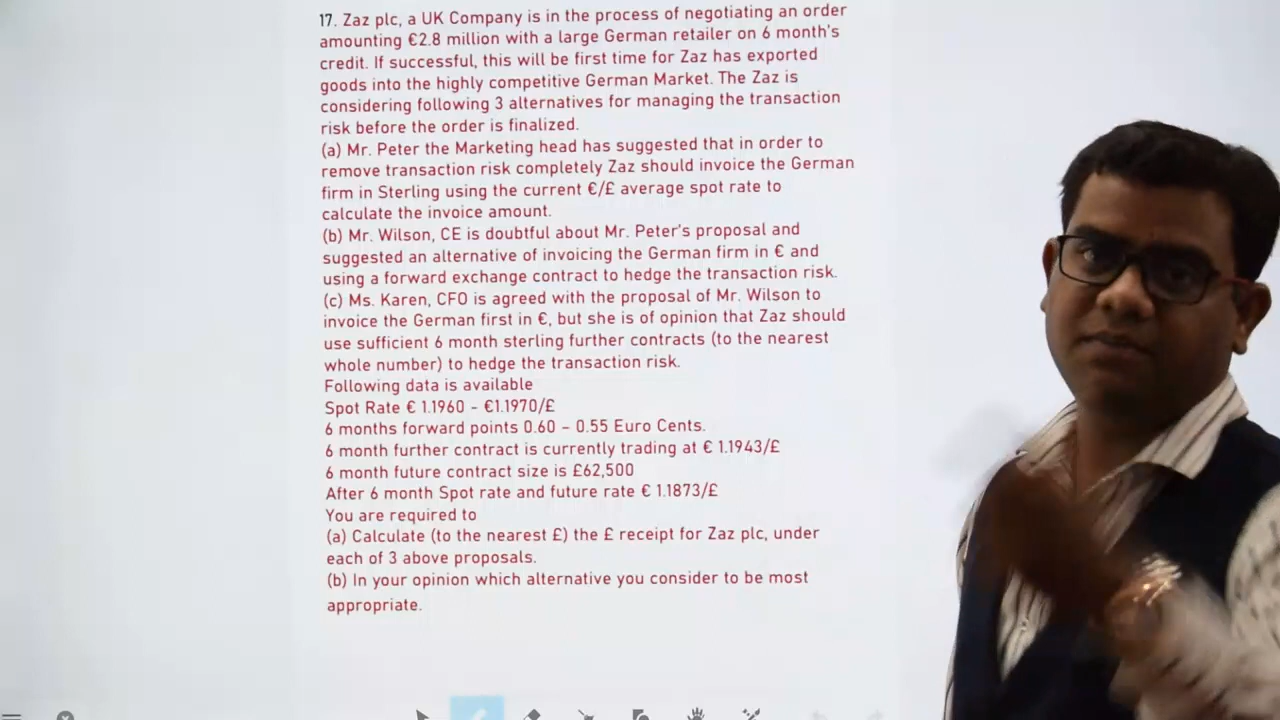 17. Zaz plc, a UK Company is in the process of negotiating an order
amounting €2.8 million with a large German retailer on 6 month's
credit. If successful, this will be first time for Zaz has exported
goods into the highly competitive German Market. The Zaz is
considering following 3 alternatives for managing the transaction
risk before the order is finalized.
(a) Mr. Peter the Marketing head has suggested that in order to
remove transaction risk completely Zaz should invoice the German
firm in Sterling using the current €/£ average spot rate to
calculate the invoice amount.
(b) Mr. Wilson, CE is doubtful about Mr. Peter's proposal and
suggested an alternative of invoicing the German firm in € and
using a forward exchange contract to hedge the transaction risk.
(c) Ms. Karen, CFO is agreed with the proposal of Mr. Wilson to
invoice the German first in €, but she is of opinion that Zaz should
use sufficient 6 month sterling further contracts (to the nearest
whole number) to hedge the transaction risk.
Following data is available
Spot Rate € 1.1960 - €1.1970/£
6 months forward points 0.60 – 0.55 Euro Cents.
6 month further contract is currently trading at € 1.1943/£
6 month future contract size is £62,500
After 6 month Spot rate and future rate € 1.1873/£
You are required to
(a) Calculate (to the nearest £) the £ receipt for Zaz plc, under
each of 3 above proposals.
(b) In your opinion which alternative you consider to be most
appropriate.